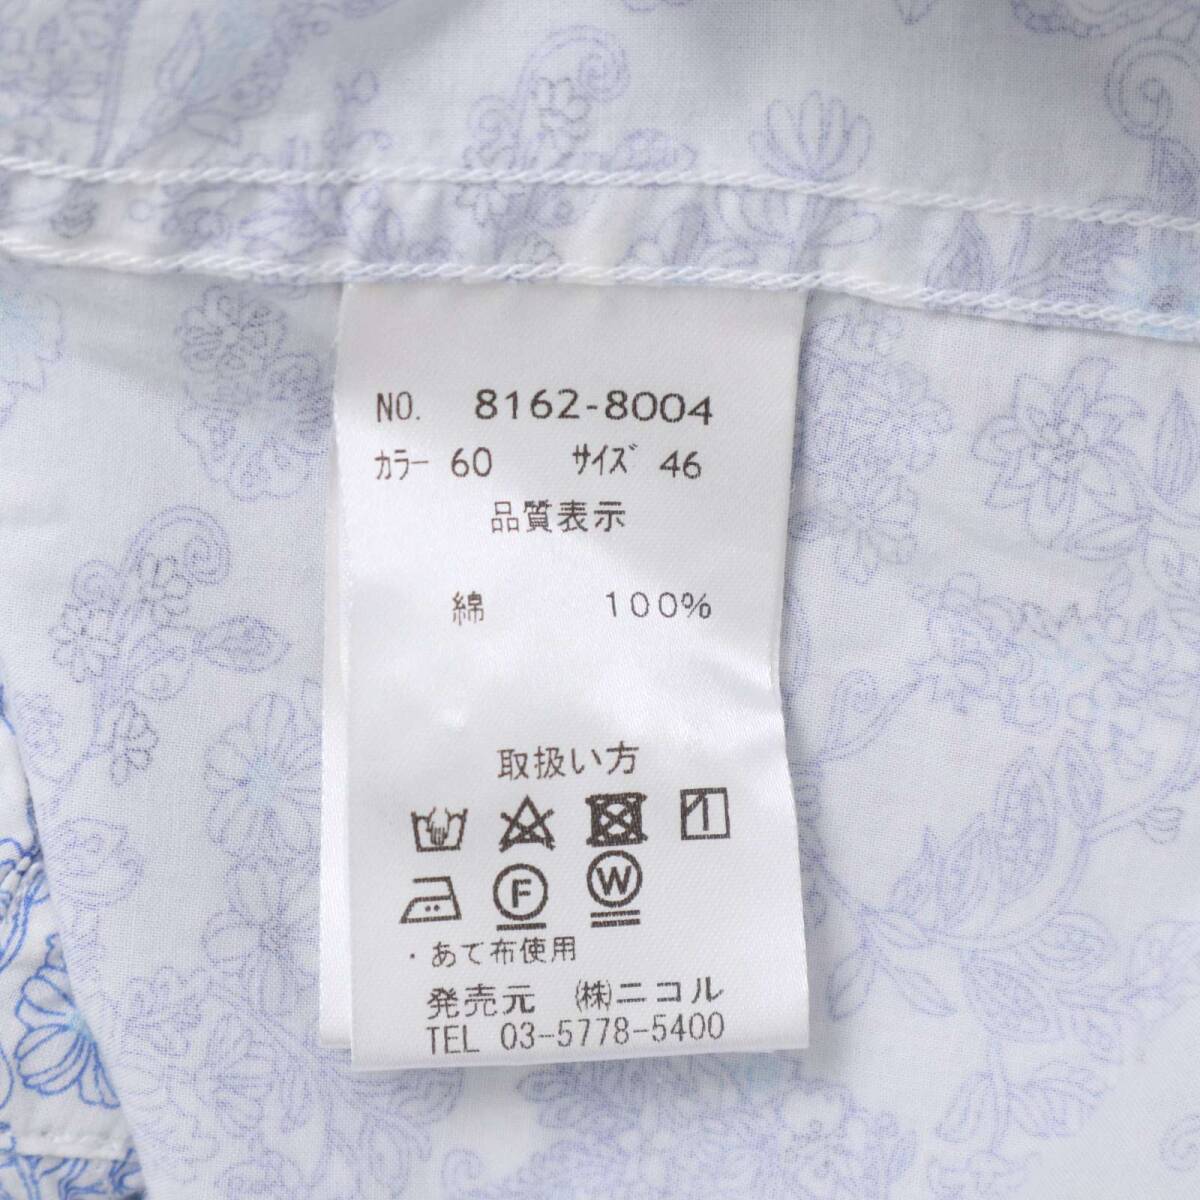 NO. 8162-8004
カラー 60 サイズ 46
品質表示
綿 100%
取扱い方
F W
・あて布使用
発売元 (株)ニコル
TEL 03-5778-5400